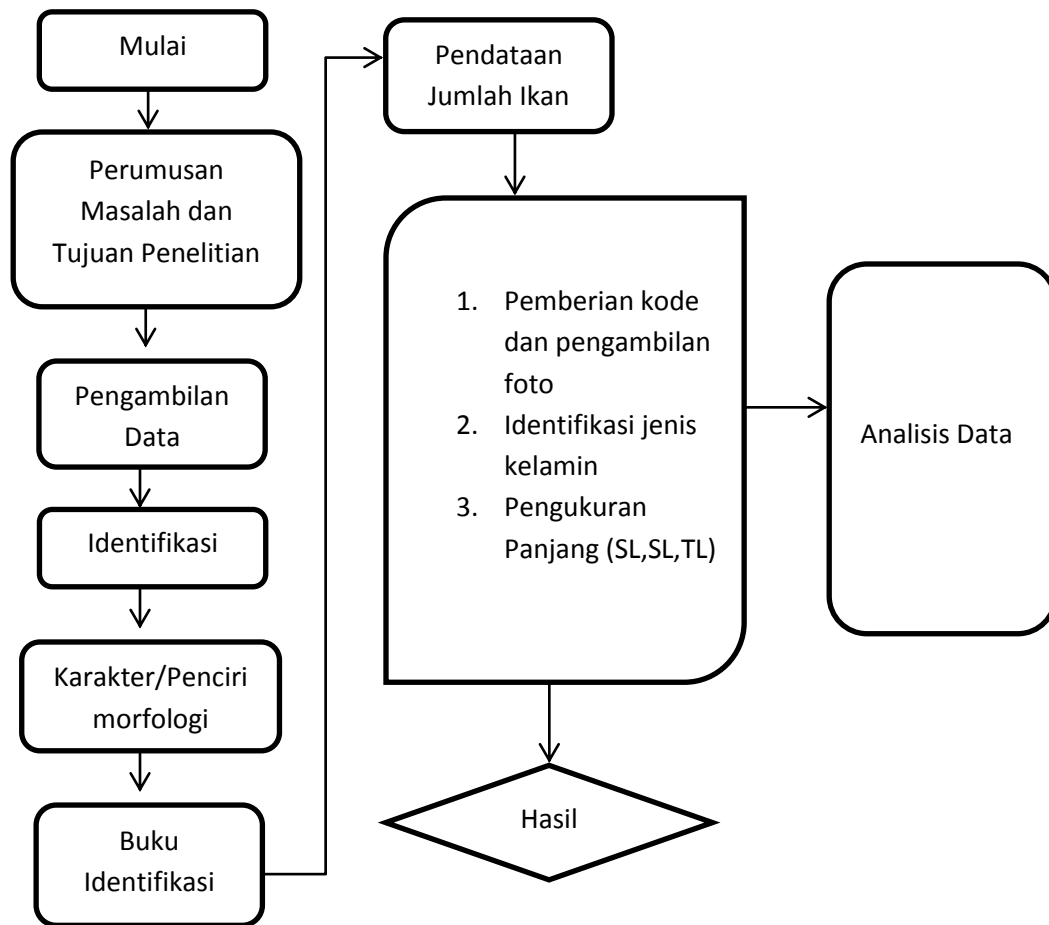 Mulai
Perumusan
Masalah dan
Tujuan Penelitian
Pengambilan
Data
Identifikasi
Karakter/Penciri
morfologi
Buku
Identifikasi
Pendataan
Jumlah Ikan
1. Pemberian kode
dan pengambilan
foto
2. Identifikasi jenis
kelamin
3. Pengukuran
Panjang (SL,SL,TL)
Hasil
Analisis Data